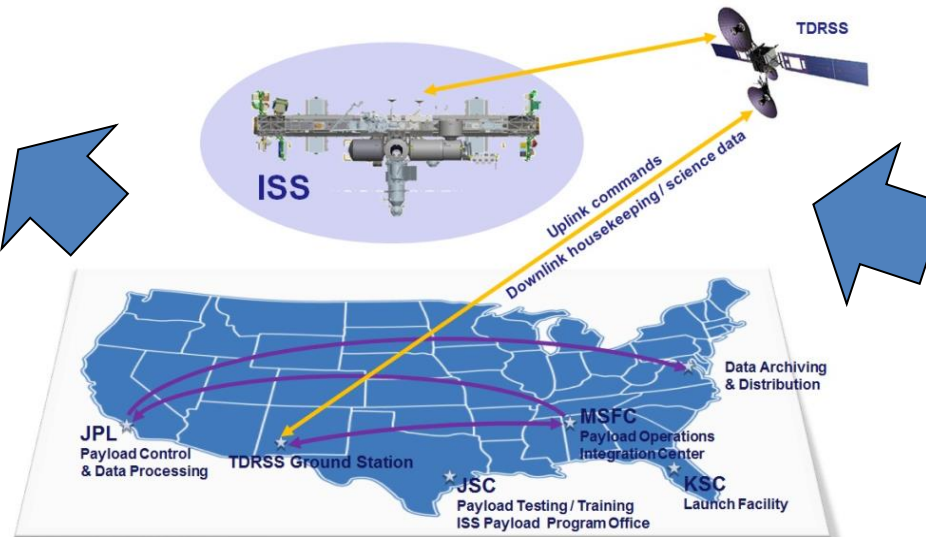 TDRSS
ISS
Uplink commands
Downlink housekeeping / science data
Data Archiving
& Distribution
MSFC
Payload Operations
Integration Center
JPL
Payload Control
& Data Processing
TDRSS Ground Station
JSC
Payload Testing / Training
ISS Payload Program Office
KSC
Launch Facility